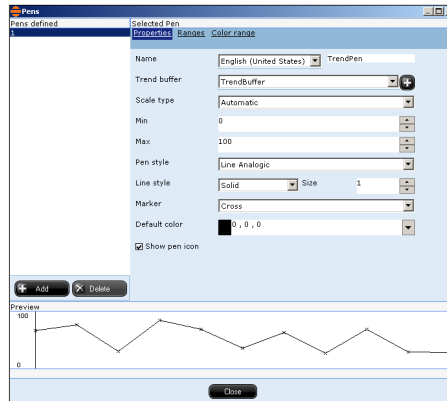 Pens
Pens defined
Selected Pen
1
Properties Ranges Color range
Name English (United States) TrendPen
Trend buffer TrendBuffer
Scale type Automatic
Min 0
Max 100
Pen style Line Analogic
Line style Solid Size 1
Marker Cross
Default color 0 , 0 , 0
Show pen icon
Add Delete
Preview
100
0
Close